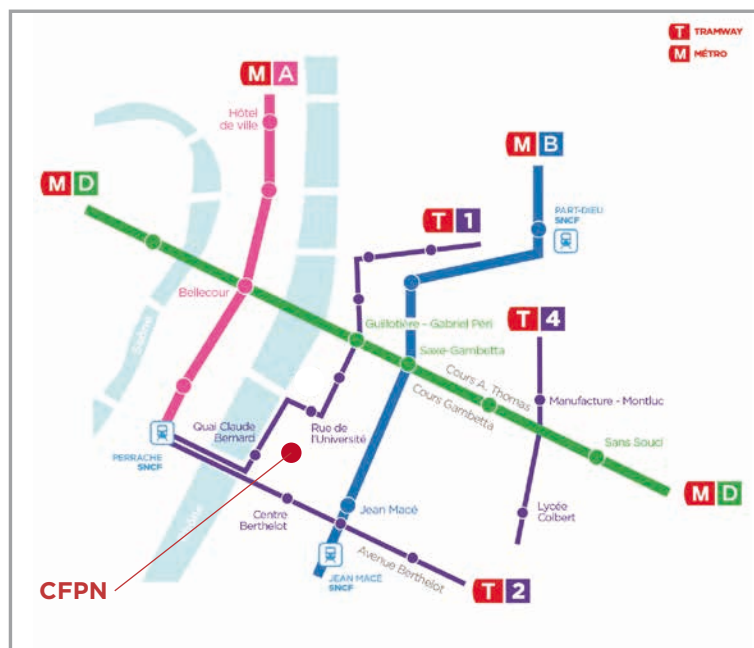 T TRAMWAY
M MÉTRO
M A
Hôtel
de ville
M D
M B
T 1
PART-DIEU
SNCF
Bellecour
Saône
Guillotière - Gabriel Péri
T 4
Saxe-Gambetta
Cours A. Thomas
Cours Gambetta
Manufacture - Montluc
Quai Claude
Bernard
Rue de
l'Université
Sans Souci
PERRACHE
SNCF
M D
Centre
Berthelot
Jean Macé
Lycée
Colbert
Avenue Berthelot
JEAN MACÉ
SNCF
T 2
CFPN